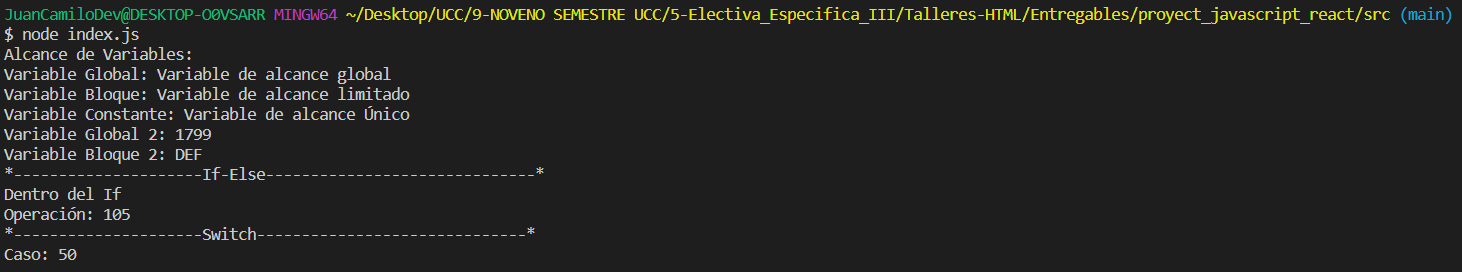 JuanCamiloDev@DESKTOP-O0VSARR MINGW64 ~/Desktop/UCC/9-NOVENO SEMESTRE UCC/5-Electiva_Especifica_III/Talleres-HTML/Entregables/proyect_javascript_react/src (main)
$ node index.js
Alcance de Variables:
Variable Global: Variable de alcance global
Variable Bloque: Variable de alcance limitado
Variable Constante: Variable de alcance Único
Variable Global 2: 1799
Variable Bloque 2: DEF
*---------------------If-Else------------------------------*
Dentro del If
Operación: 105
*---------------------Switch------------------------------*
Caso: 50